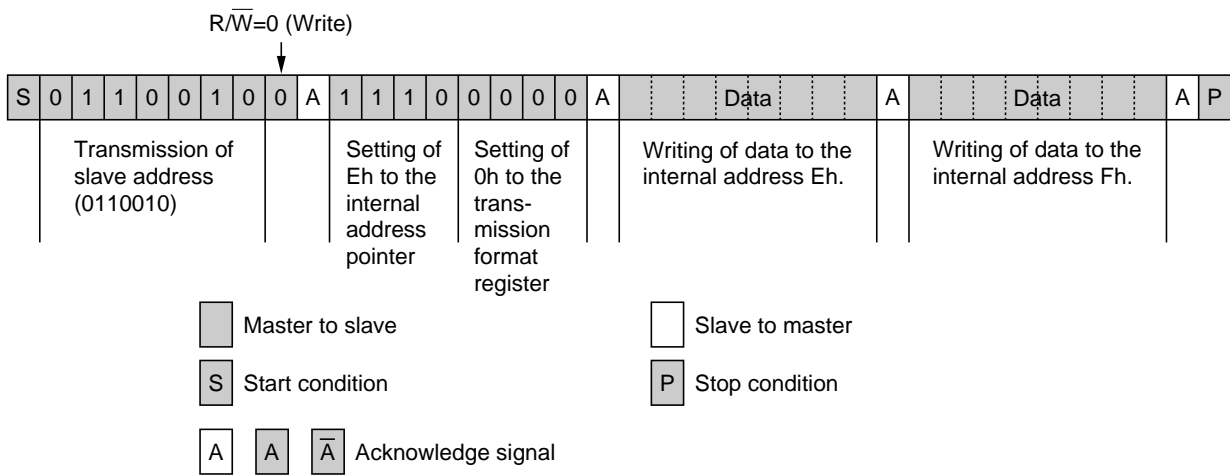 R/W̅=0 (Write)
S 0 1 1 0 0 1 0 0 A 1 1 1 0 0 0 0 0 A Data A Data A P
Transmission of
slave address
(0110010)
Setting of
Eh to the
internal
address
pointer
Setting of
0h to the
trans-
mission
format
register
Writing of data to the
internal address Eh.
Writing of data to the
internal address Fh.
Master to slave
Slave to master
S Start condition
P Stop condition
A A A̅ Acknowledge signal